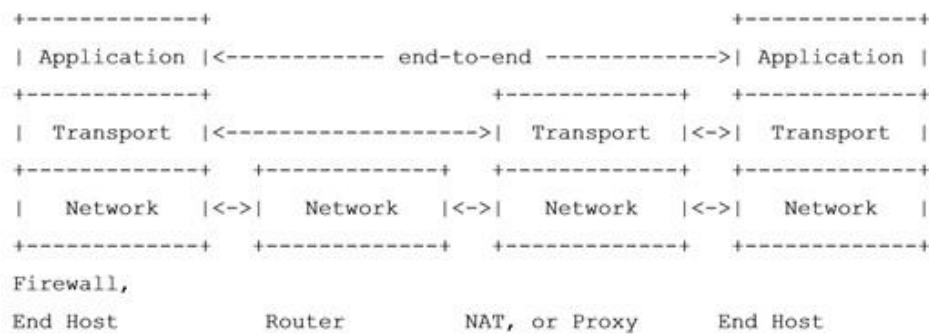 +-------------+                                         +-------------+
| Application |<------------ end-to-end ------------->| Application |
+-------------+                      +-------------+    +-------------+
|  Transport  |<------------------->|  Transport  |<->|  Transport  |
+-------------+   +-------------+   +-------------+   +-------------+
|   Network   |<->|   Network   |<->|   Network   |<->|   Network   |
+-------------+   +-------------+   +-------------+   +-------------+
Firewall,
End Host           Router         NAT, or Proxy      End Host